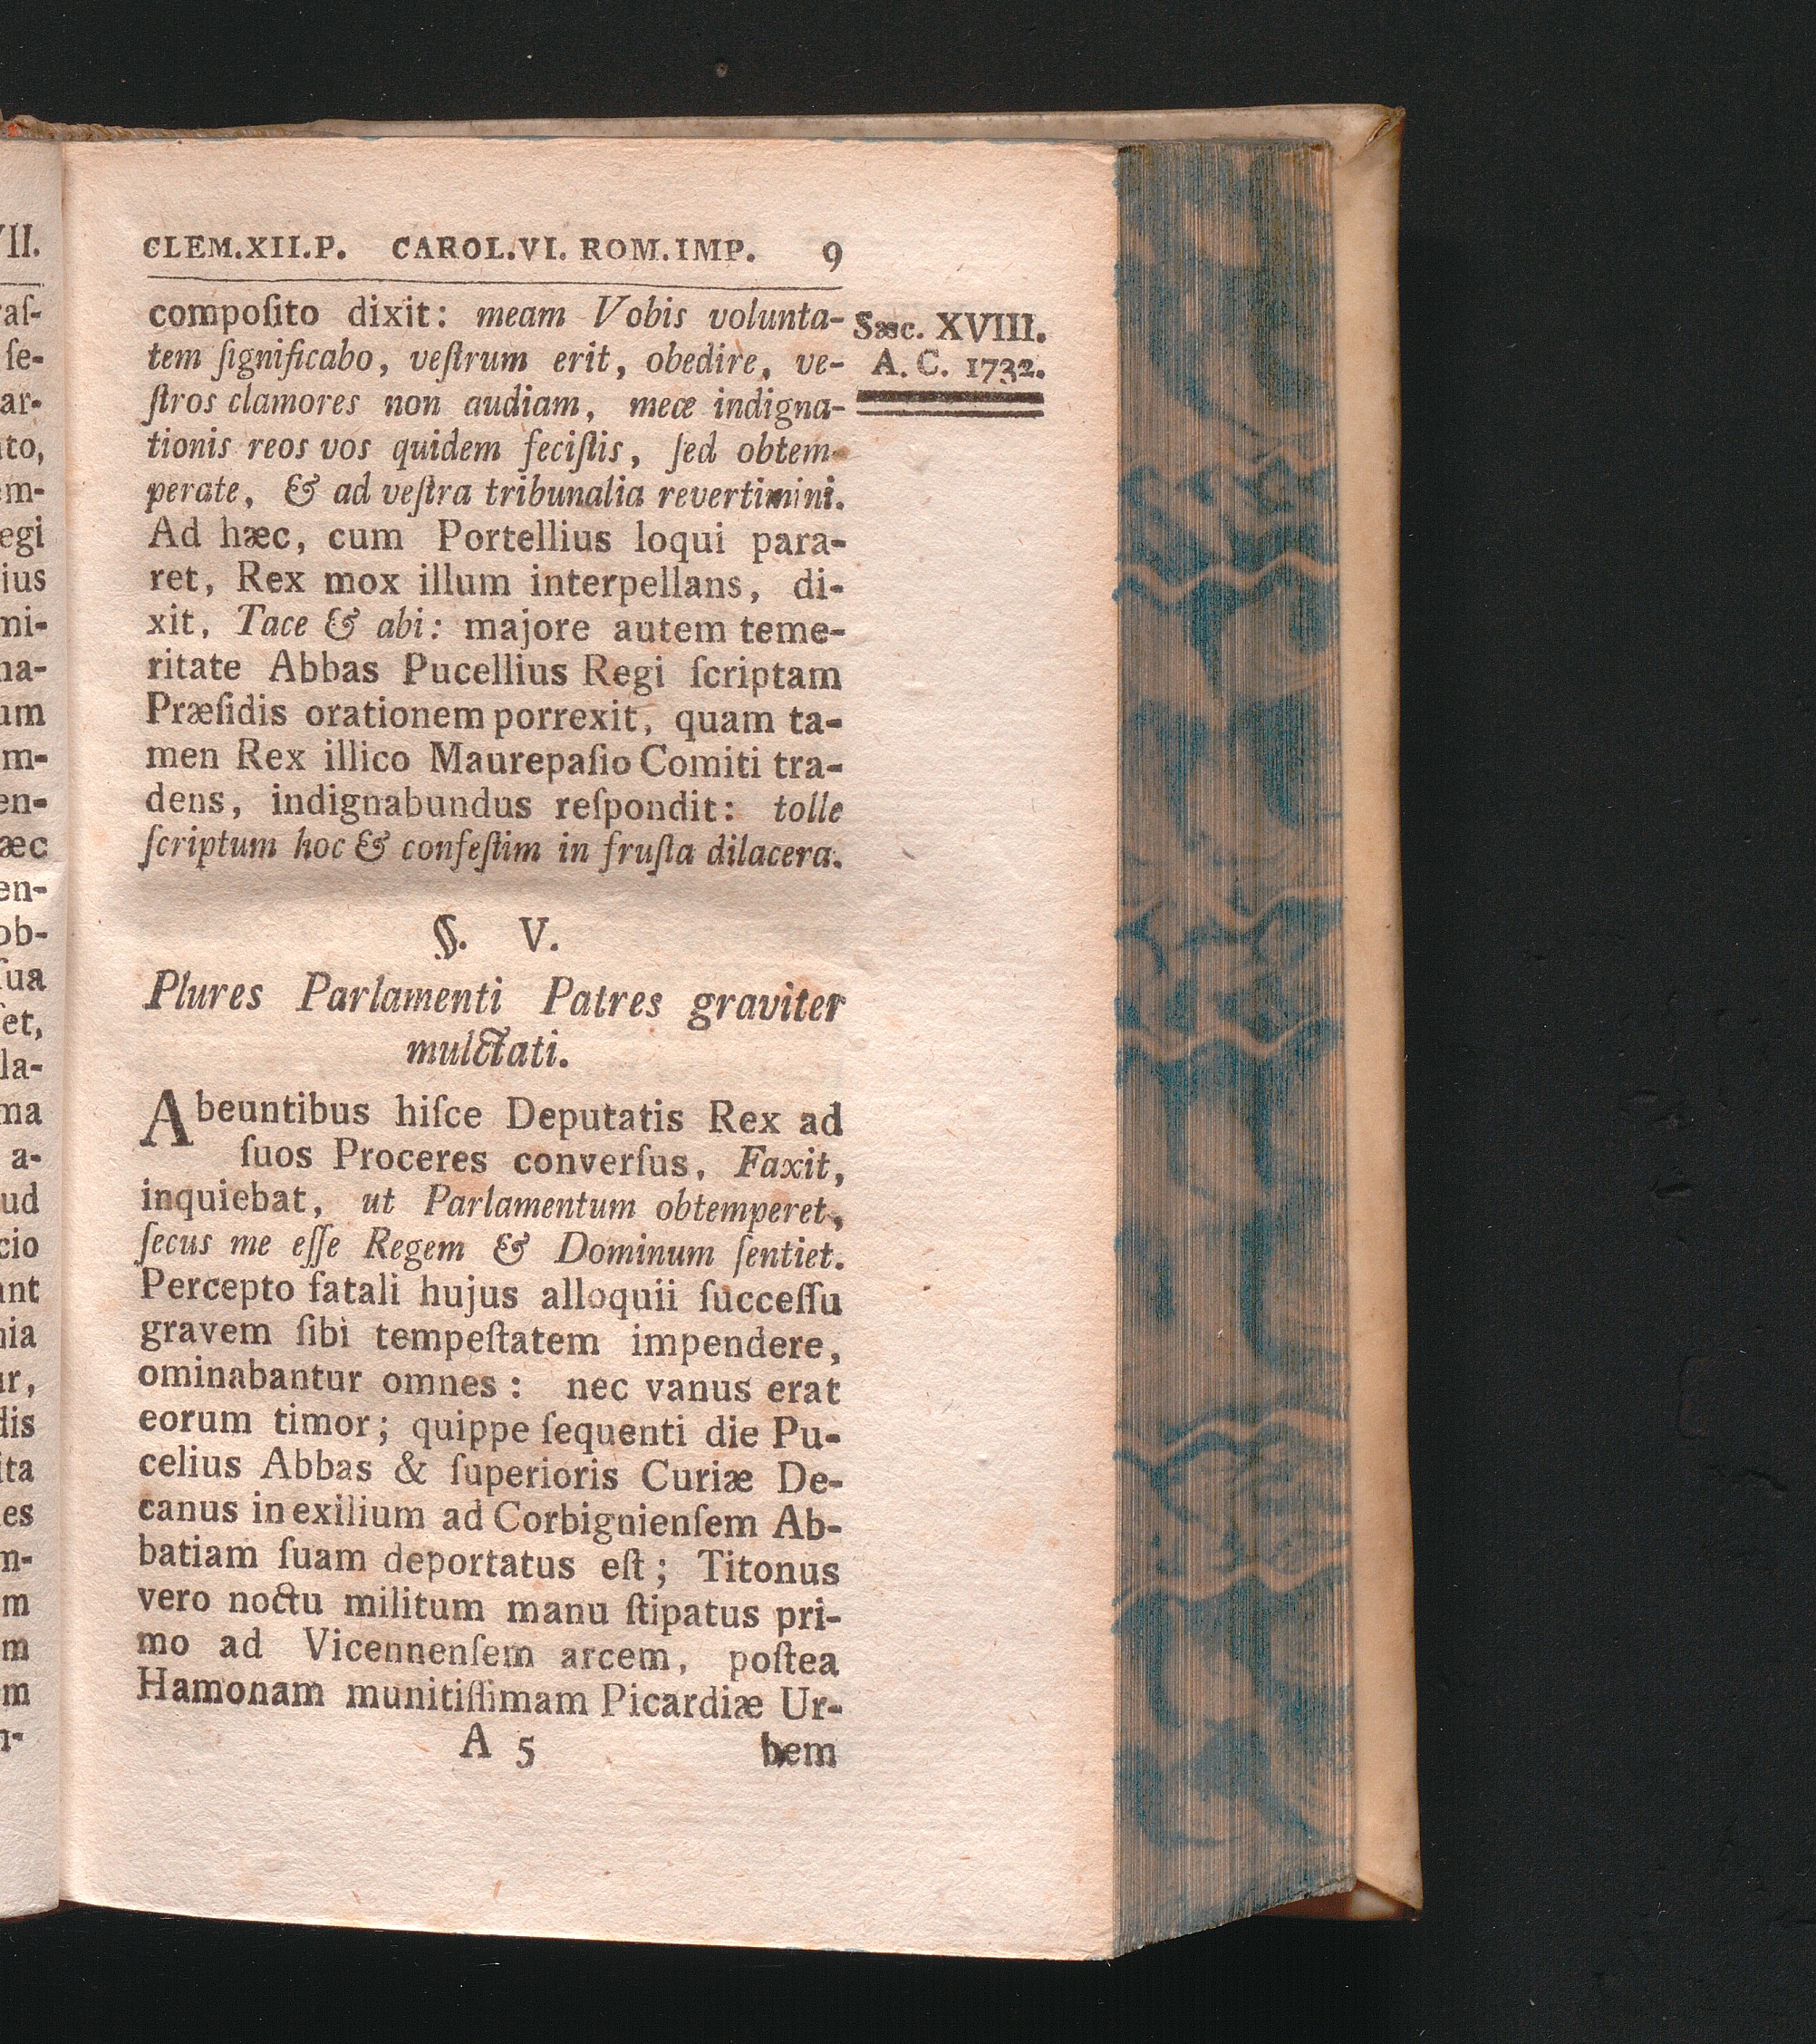 CLEM.XII.P. CAROL.VI. ROM.IMP. 9
Sæc. XVIII.
A. C. 1732.
compoſito dixit: meam Vobis volunta-
tem ſignificabo, veſtrum erit, obedire, ve-
ſtros clamores non audiam, meæ indigna-
tionis reos vos quidem feciſtis, ſed obtem-
perate, & ad veſtra tribunalia revertimini.
Ad hæc, cum Portellius loqui para-
ret, Rex mox illum interpellans, di-
xit, Tace & abi: majore autem teme-
ritate Abbas Pucellius Regi ſcriptam
Præſidis orationem porrexit, quam ta-
men Rex illico Maurepaſio Comiti tra-
dens, indignabundus reſpondit: tolle
ſcriptum hoc & confeſtim in fruſta dilacera.
§. V.
Plures Parlamenti Patres graviter
mulctati.
Abeuntibus hiſce Deputatis Rex ad
ſuos Proceres converſus, Faxit,
inquiebat, ut Parlamentum obtemperet,
ſecus me eſſe Regem & Dominum ſentiet.
Percepto fatali hujus alloquii ſucceſſu
gravem ſibi tempeſtatem impendere,
ominabantur omnes: nec vanus erat
eorum timor; quippe ſequenti die Pu-
celius Abbas & ſuperioris Curiæ De-
canus in exilium ad Corbignienſem Ab-
batiam ſuam deportatus eſt; Titonus
vero noctu militum manu ſtipatus pri-
mo ad Vicennenſem arcem, poſtea
Hamonam munitiſſimam Picardiæ Ur-
A 5 bem